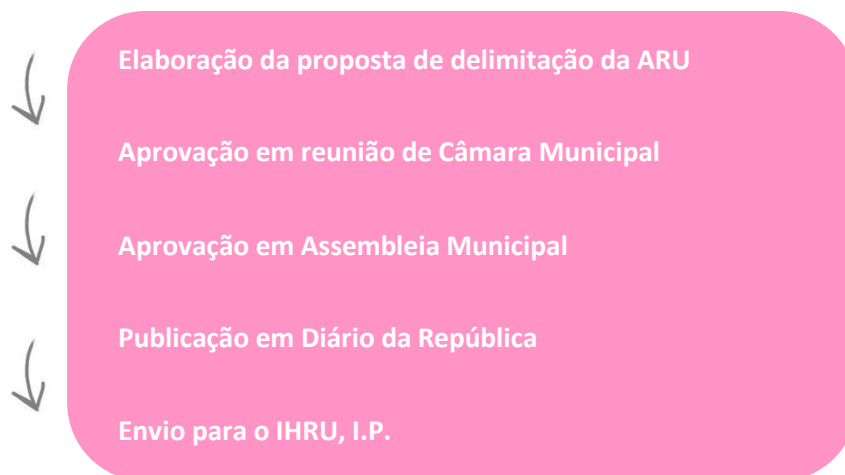 Elaboração da proposta de delimitação da ARU
Aprovação em reunião de Câmara Municipal
Aprovação em Assembleia Municipal
Publicação em Diário da República
Envio para o IHRU, I.P.